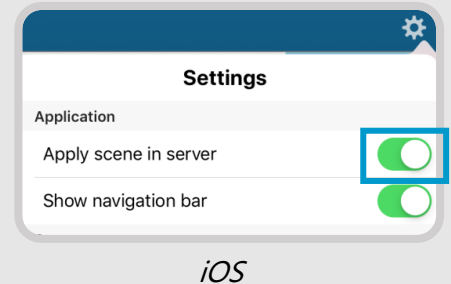 Settings
Application
Apply scene in server
Show navigation bar
iOS